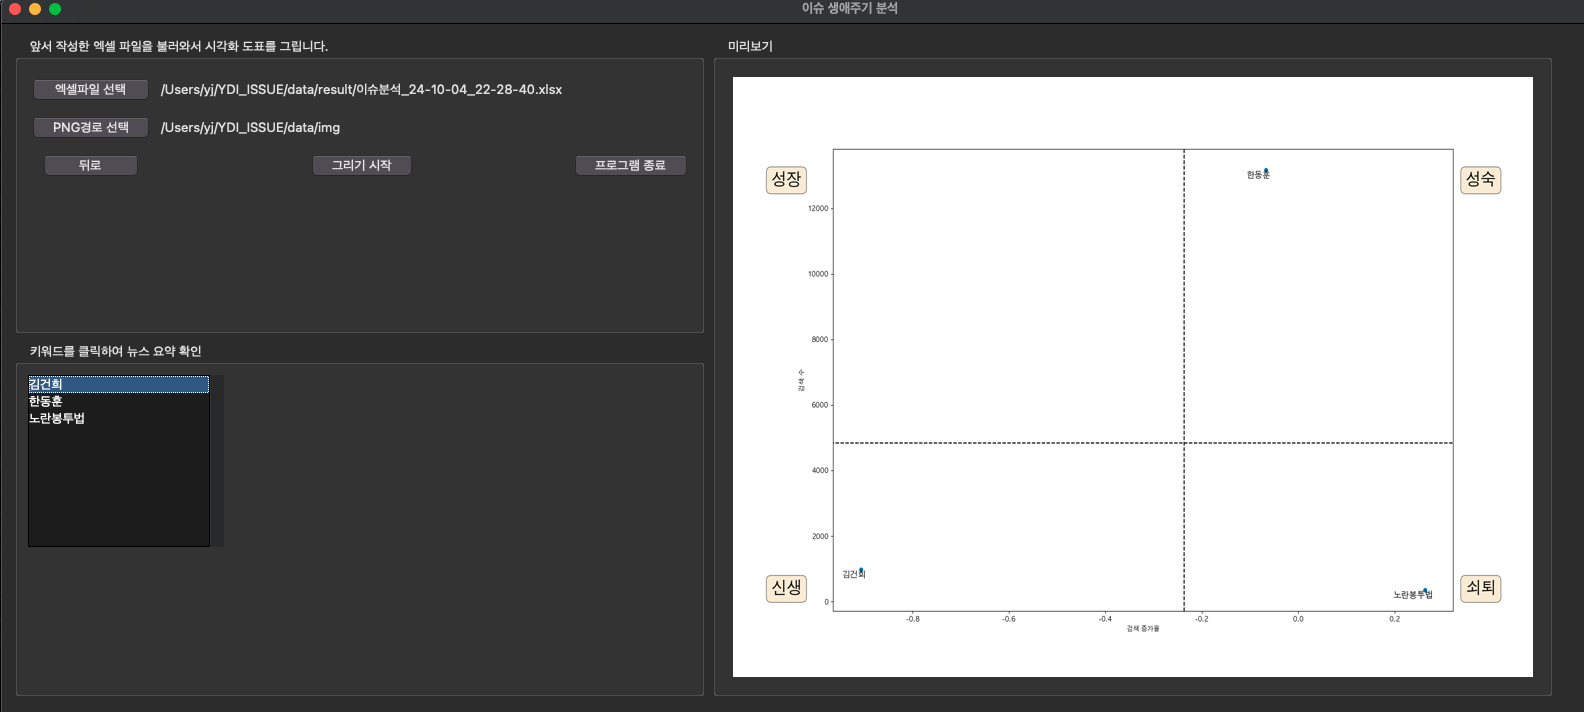 이슈 생애주기 분석
앞서 작성한 엑셀 파일을 불러와서 시각화 도표를 그립니다.
엑셀파일 선택
/Users/yj/YDI_ISSUE/data/result/이슈분석_24-10-04_22-28-40.xlsx
PNG경로 선택
/Users/yj/YDI_ISSUE/data/img
뒤로
그리기 시작
프로그램 종료
키워드를 클릭하여 뉴스 요약 확인
김건희
한동훈
노란봉투법
미리보기
성장
성숙
한동훈
12000
10000
8000
검색 수
6000
4000
2000
0
김건희
신생
노란봉투법
쇠퇴
-0.8
-0.6
-0.4
-0.2
0.0
0.2
검색 증가율